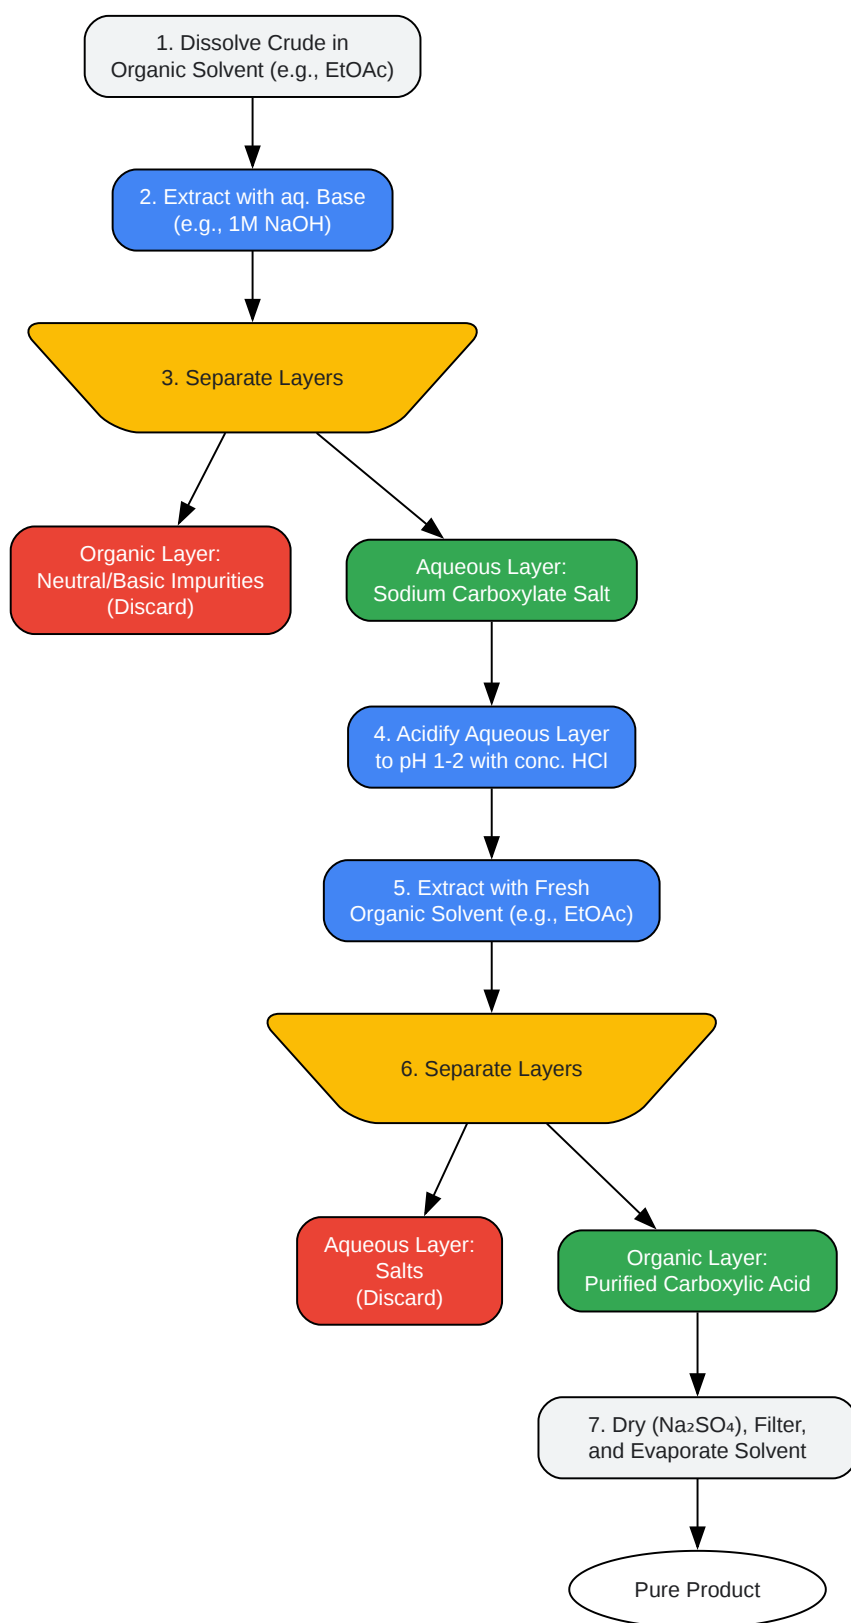 1. Dissolve Crude in
Organic Solvent (e.g., EtOAc)
2. Extract with aq. Base
(e.g., 1M NaOH)
3. Separate Layers
Organic Layer:
Neutral/Basic Impurities
(Discard)
Aqueous Layer:
Sodium Carboxylate Salt
4. Acidify Aqueous Layer
to pH 1-2 with conc. HCl
5. Extract with Fresh
Organic Solvent (e.g., EtOAc)
6. Separate Layers
Aqueous Layer:
Salts
(Discard)
Organic Layer:
Purified Carboxylic Acid
7. Dry (Na₂SO₄), Filter,
and Evaporate Solvent
Pure Product